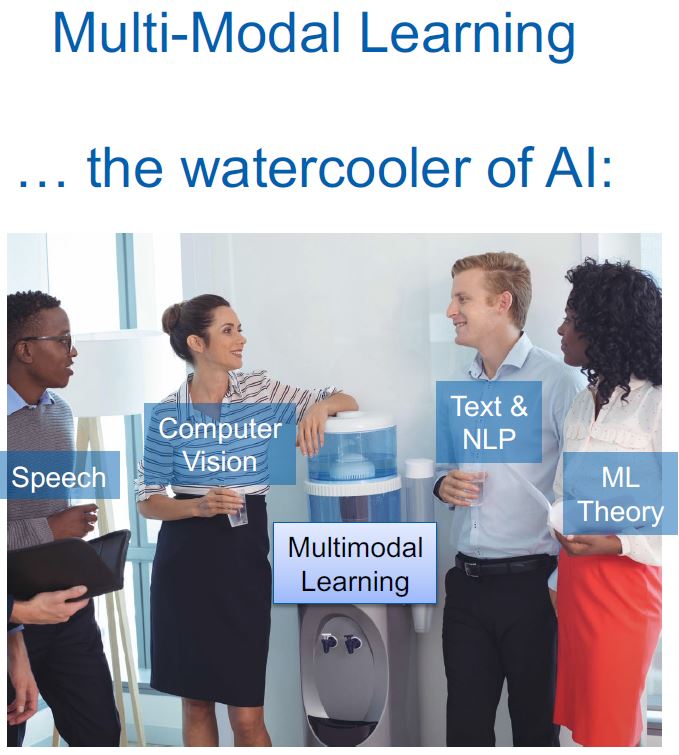 Multi-Modal Learning
… the watercooler of AI:
Text &
NLP
Computer
Vision
Speech
ML
Theory
Multimodal
Learning